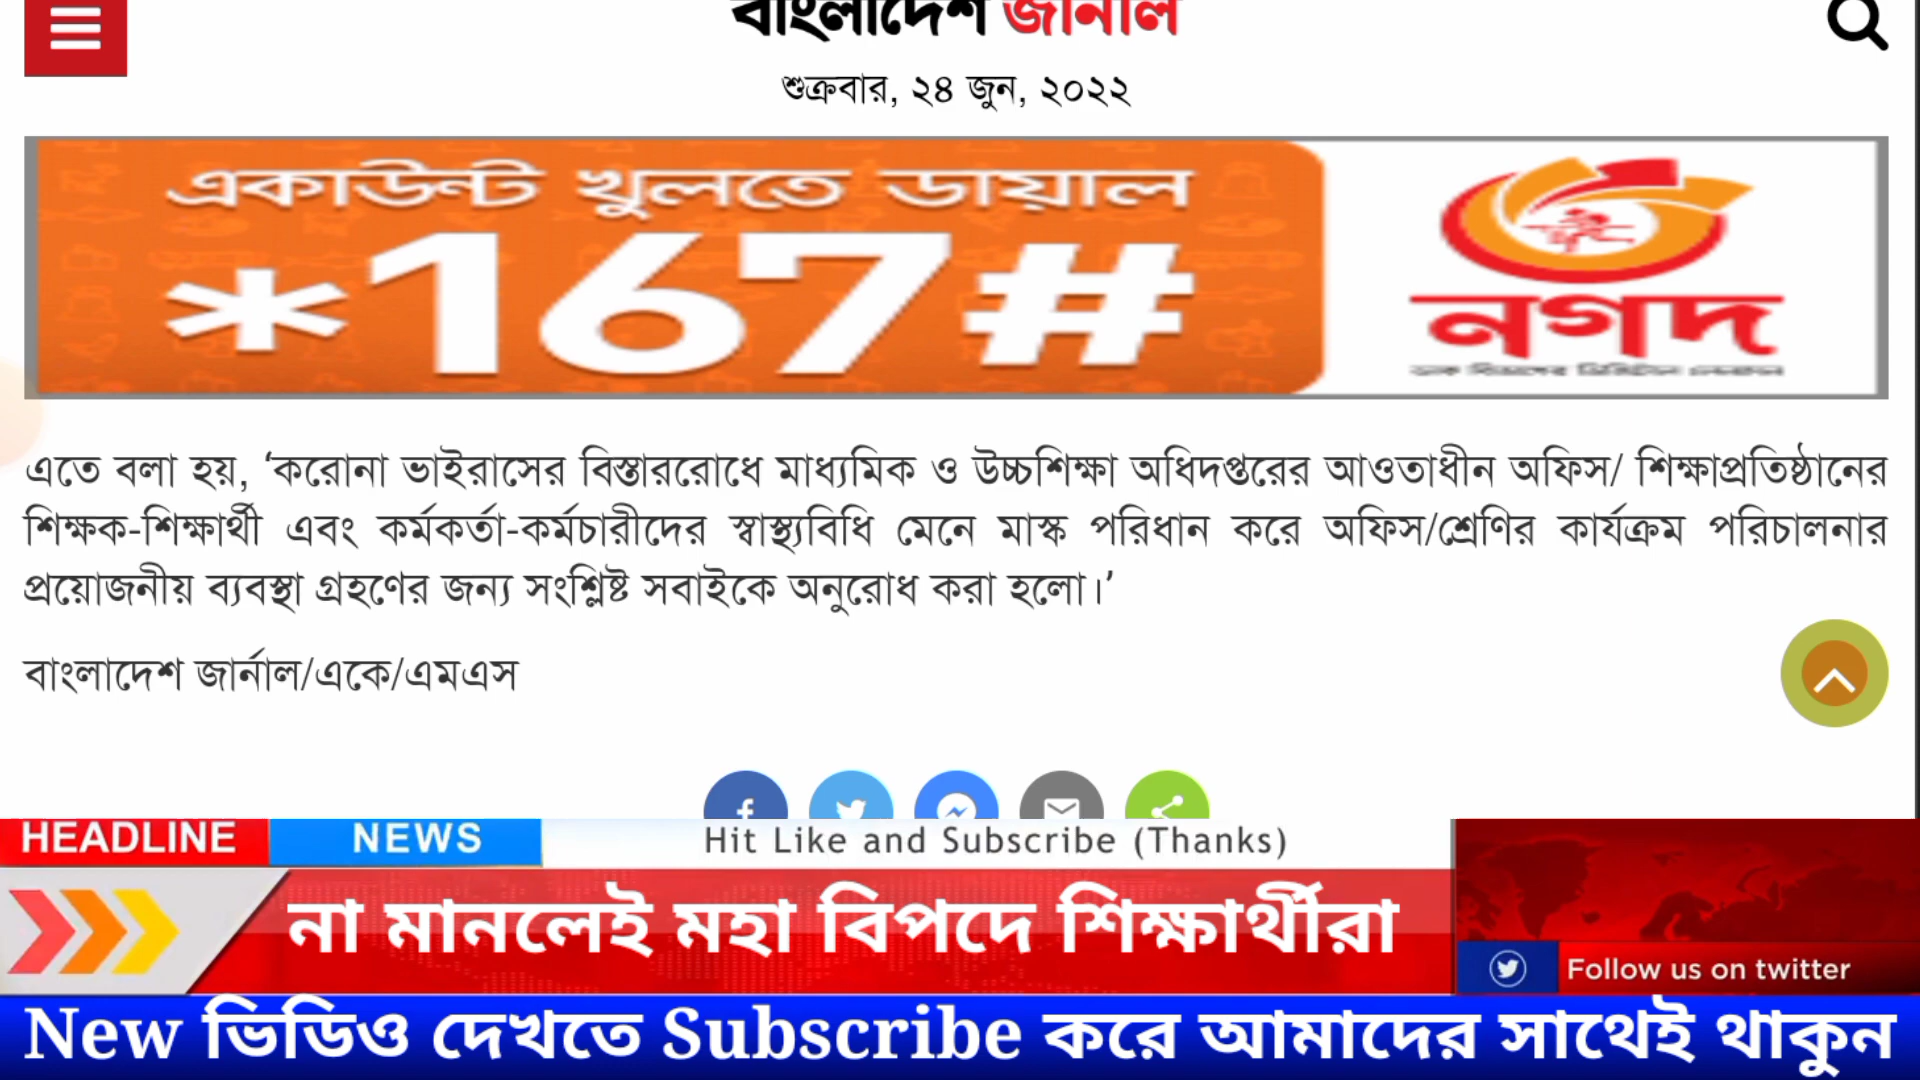 বাংলাদেশ জার্নাল
শুক্রবার, ২৪ জুন, ২০২২
একাউন্ট খুলতে ডায়াল
*167#
নগদ
এতে বলা হয়, ‘করোনা ভাইরাসের বিস্তাররোধে মাধ্যমিক ও উচ্চশিক্ষা অধিদপ্তরের আওতাধীন অফিস/ শিক্ষাপ্রতিষ্ঠানের
শিক্ষক-শিক্ষার্থী এবং কর্মকর্তা-কর্মচারীদের স্বাস্থ্যবিধি মেনে মাস্ক পরিধান করে অফিস/শ্রেণির কার্যক্রম পরিচালনার
প্রয়োজনীয় ব্যবস্থা গ্রহণের জন্য সংশ্লিষ্ট সবাইকে অনুরোধ করা হলো।’
বাংলাদেশ জার্নাল/একে/এমএস
HEADLINE NEWS Hit Like and Subscribe (Thanks)
না মানলেই মহা বিপদে শিক্ষার্থীরা
Follow us on twitter
New ভিডিও দেখতে Subscribe করে আমাদের সাথেই থাকুন